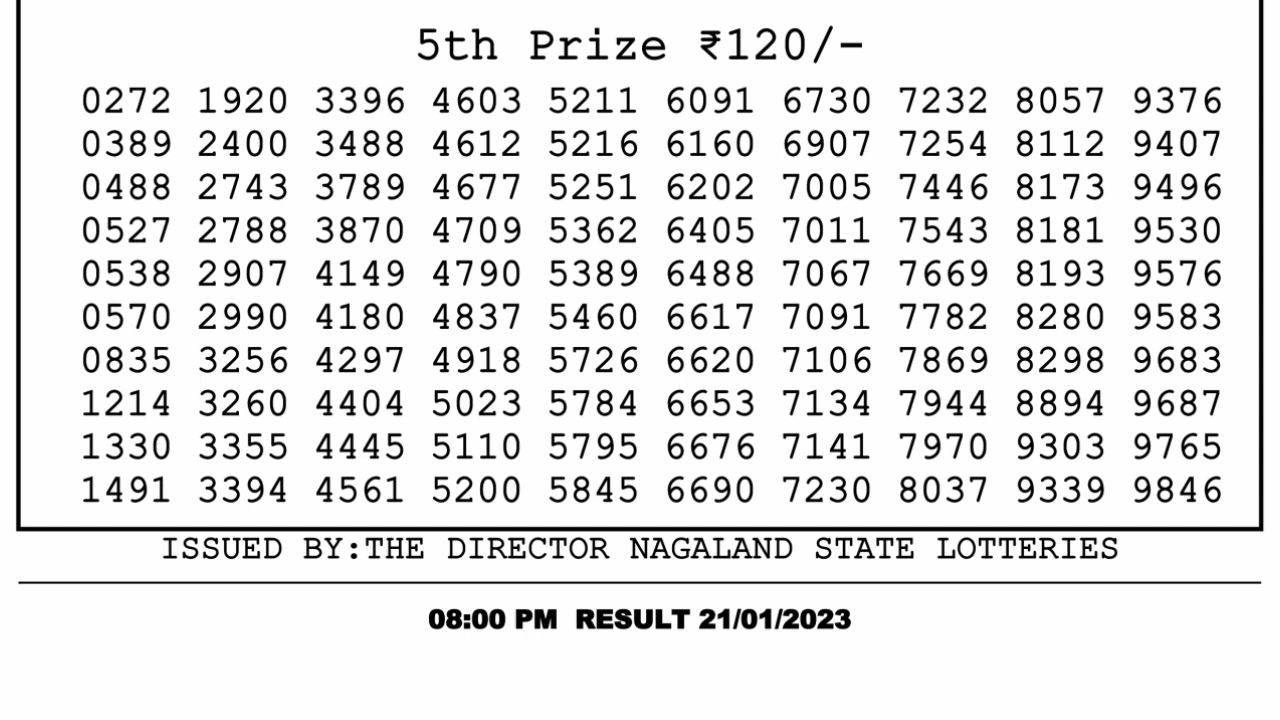 5th Prize ₹120/-
0272 1920 3396 4603 5211 6091 6730 7232 8057 9376
0389 2400 3488 4612 5216 6160 6907 7254 8112 9407
0488 2743 3789 4677 5251 6202 7005 7446 8173 9496
0527 2788 3870 4709 5362 6405 7011 7543 8181 9530
0538 2907 4149 4790 5389 6488 7067 7669 8193 9576
0570 2990 4180 4837 5460 6617 7091 7782 8280 9583
0835 3256 4297 4918 5726 6620 7106 7869 8298 9683
1214 3260 4404 5023 5784 6653 7134 7944 8894 9687
1330 3355 4445 5110 5795 6676 7141 7970 9303 9765
1491 3394 4561 5200 5845 6690 7230 8037 9339 9846
ISSUED BY:THE DIRECTOR NAGALAND STATE LOTTERIES
08:00 PM RESULT 21/01/2023